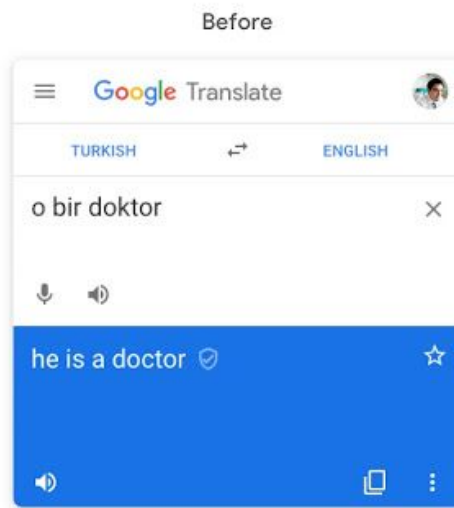 Before
Google Translate
TURKISH ENGLISH
o bir doktor
he is a doctor